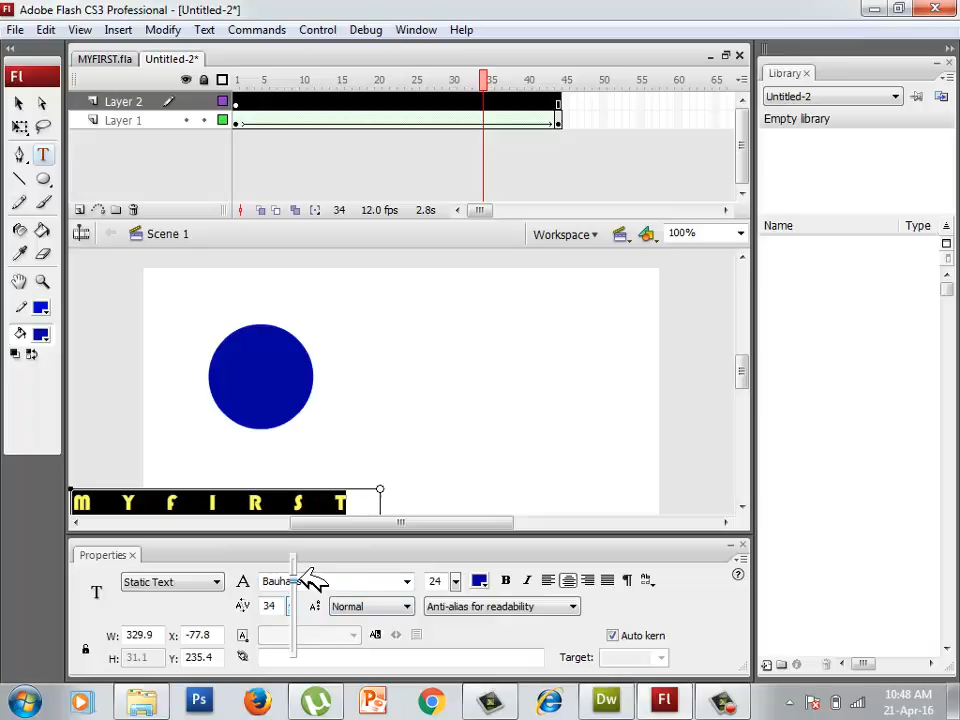 Adobe Flash CS3 Professional - [Untitled-2*]
File Edit View Insert Modify Text Commands Control Debug Window Help
Fl
MYFIRST.fla Untitled-2*
1 5 10 15 20 25 30 35 40 45 50 55 60 65
Layer 2
Layer 1
34 12.0 fps 2.8s
Scene 1 Workspace 100%
Library
Untitled-2
Empty library
Name Type
M Y F I R S T
Properties
T Static Text A 24 B I
34 Normal Anti-alias for readability
W: 329.9 X: -77.8 Auto kern
H: 31.1 Y: 235.4 Target:
Ps Dw Fl
10:48 AM
21-Apr-16